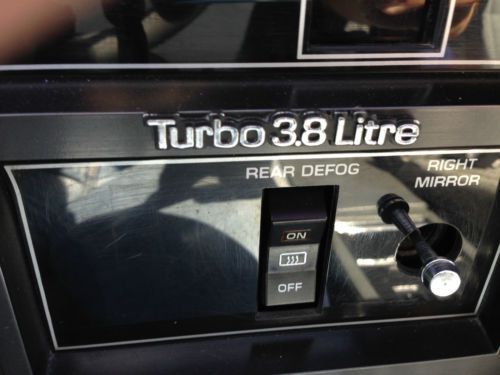 Turbo 3.8 Litre
REAR DEFOG
RIGHT
MIRROR
ON
OFF